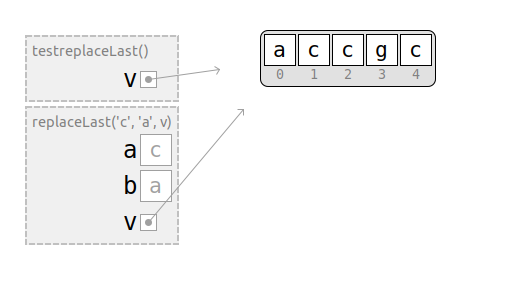 testreplaceLast()
v
replaceLast('c', 'a', v)
a c
b a
v
a c c g c
0 1 2 3 4